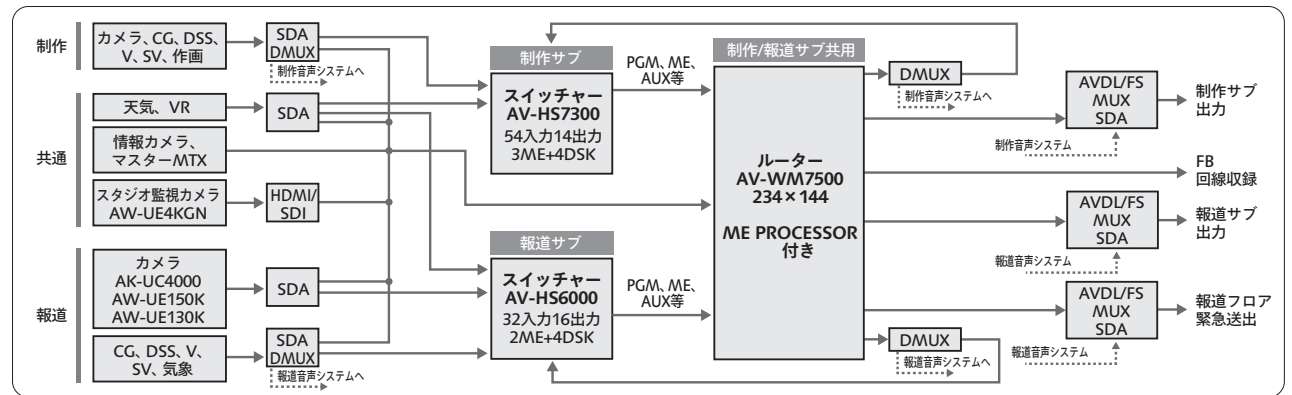 制作
カメラ、CG、DSS、
V、SV、作画
SDA
DMUX
制作音声システムへ
共通
天気、VR
SDA
情報カメラ、
マスターMTX
スタジオ監視カメラ
AW-UE4KGN
HDMI/
SDI
報道
カメラ
AK-UC4000
AW-UE150K
AW-UE130K
SDA
CG、DSS、V、
SV、気象
SDA
DMUX
報道音声システムへ
制作サブ
スイッチャー
AV-HS7300
54入力14出力
3ME+4DSK
PGM、ME、
AUX等
報道サブ
スイッチャー
AV-HS6000
32入力16出力
2ME+4DSK
PGM、ME、
AUX等
制作/報道サブ共用
ルーター
AV-WM7500
234×144
ME PROCESSOR
付き
DMUX
制作音声システムへ
AVDL/FS
MUX
SDA
制作音声システム
制作サブ
出力
FB
回線収録
AVDL/FS
MUX
SDA
報道音声システム
報道サブ
出力
AVDL/FS
MUX
SDA
報道音声システム
報道フロア
緊急送出
DMUX
報道音声システムへ